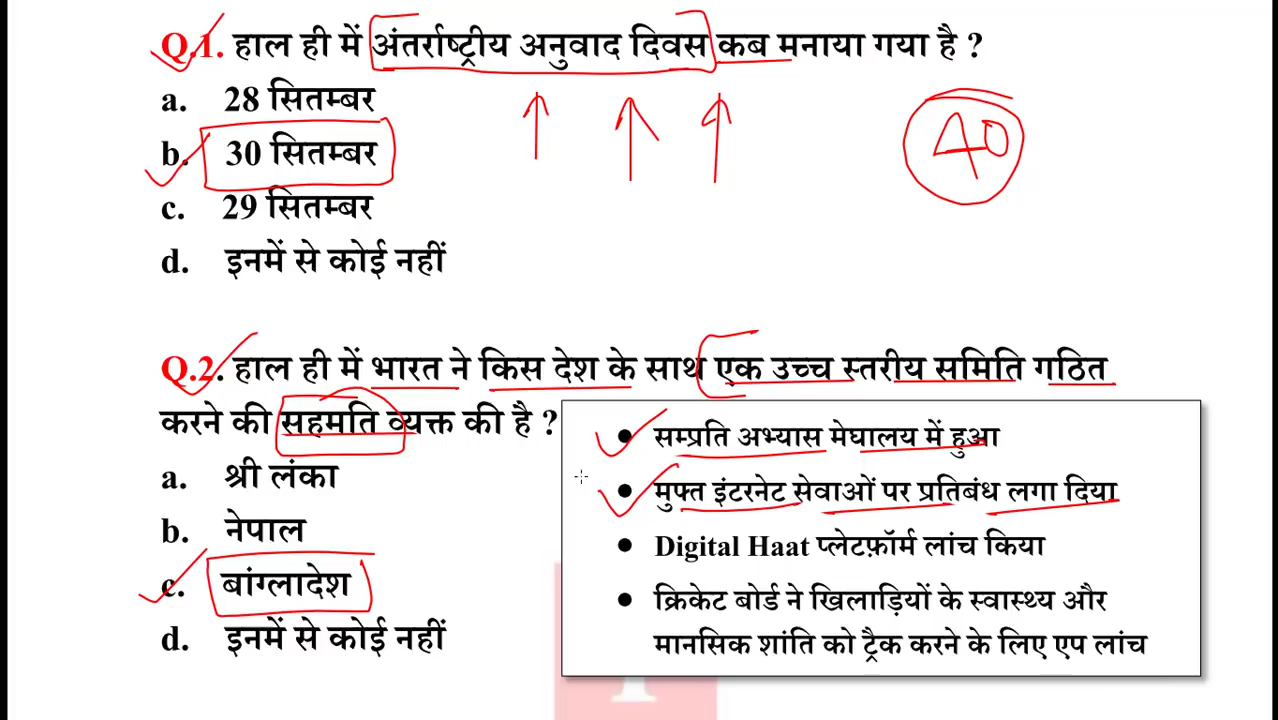 Q.1. हाल ही में अंतर्राष्ट्रीय अनुवाद दिवस कब मनाया गया है ?
a. 28 सितम्बर
b. 30 सितम्बर
40
c. 29 सितम्बर
d. इनमें से कोई नहीं
Q.2. हाल ही में भारत ने किस देश के साथ एक उच्च स्तरीय समिति गठित
करने की सहमति व्यक्त की है ?
a. श्री लंका
b. नेपाल
c. बांग्लादेश
d. इनमें से कोई नहीं
• सम्प्रति अभ्यास मेघालय में हुआ
• मुफ्त इंटरनेट सेवाओं पर प्रतिबंध लगा दिया
• Digital Haat प्लेटफ़ॉर्म लांच किया
• क्रिकेट बोर्ड ने खिलाड़ियों के स्वास्थ्य और
मानसिक शांति को ट्रैक करने के लिए एप लांच